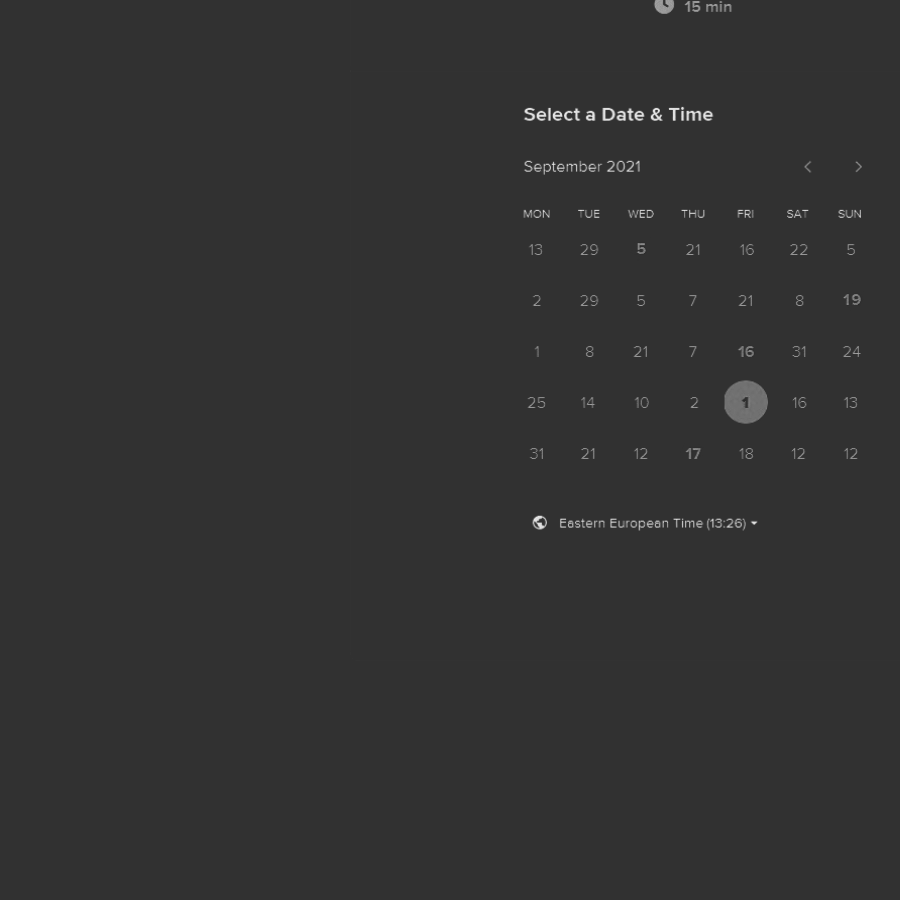 15 min
Select a Date & Time
September 2021
MON TUE WED THU FRI SAT SUN
13 29 5 21 16 22 5
2 29 5 7 21 8 19
1 8 21 7 16 31 24
25 14 10 2 1 16 13
31 21 12 17 18 12 12
Eastern European Time (13:26)